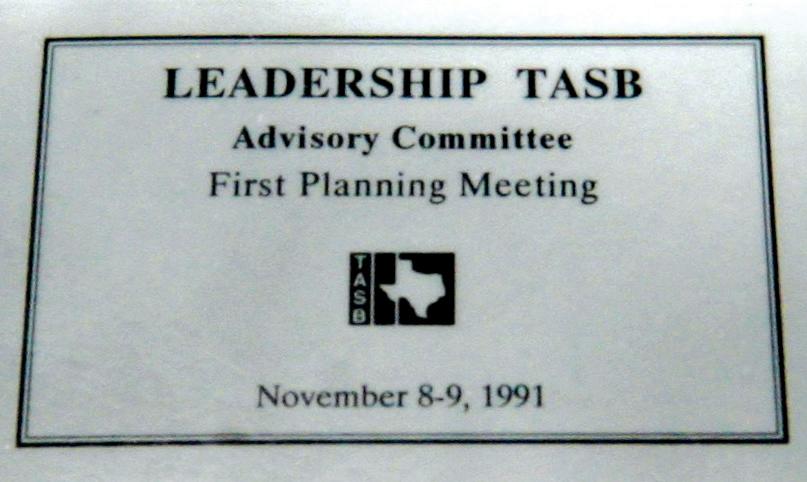 LEADERSHIP TASB
Advisory Committee
First Planning Meeting
TASB
November 8-9, 1991